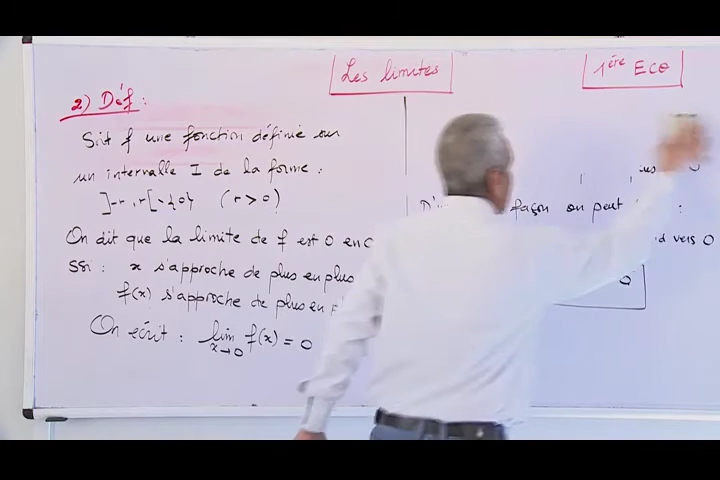 Les limites
1ère Eco
2) Déf :
Soit f une fonction définie sur
un intervalle I de la forme :
]-r,r[ \ {0} (r > 0)
On dit que la limite de f est 0 en 0
ssi : x s'approche de plus en plus
f(x) s'approche de plus en p
On écrit : lim f(x) = 0
x→0
façon on peut :
d vers 0
0